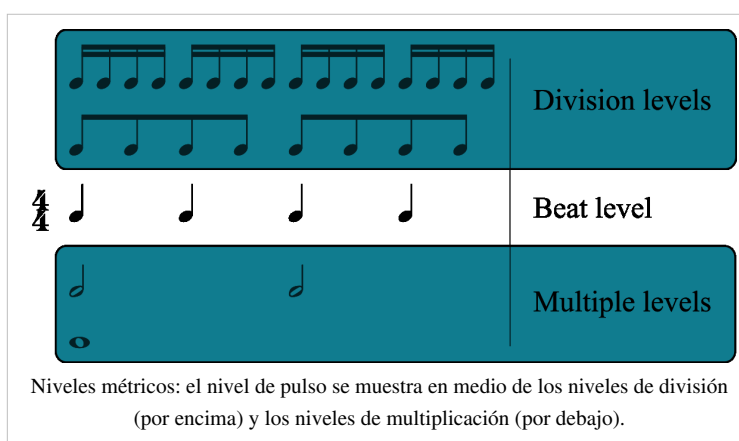 Division levels
4
4
Beat level
Multiple levels
Niveles métricos: el nivel de pulso se muestra en medio de los niveles de división
(por encima) y los niveles de multiplicación (por debajo).